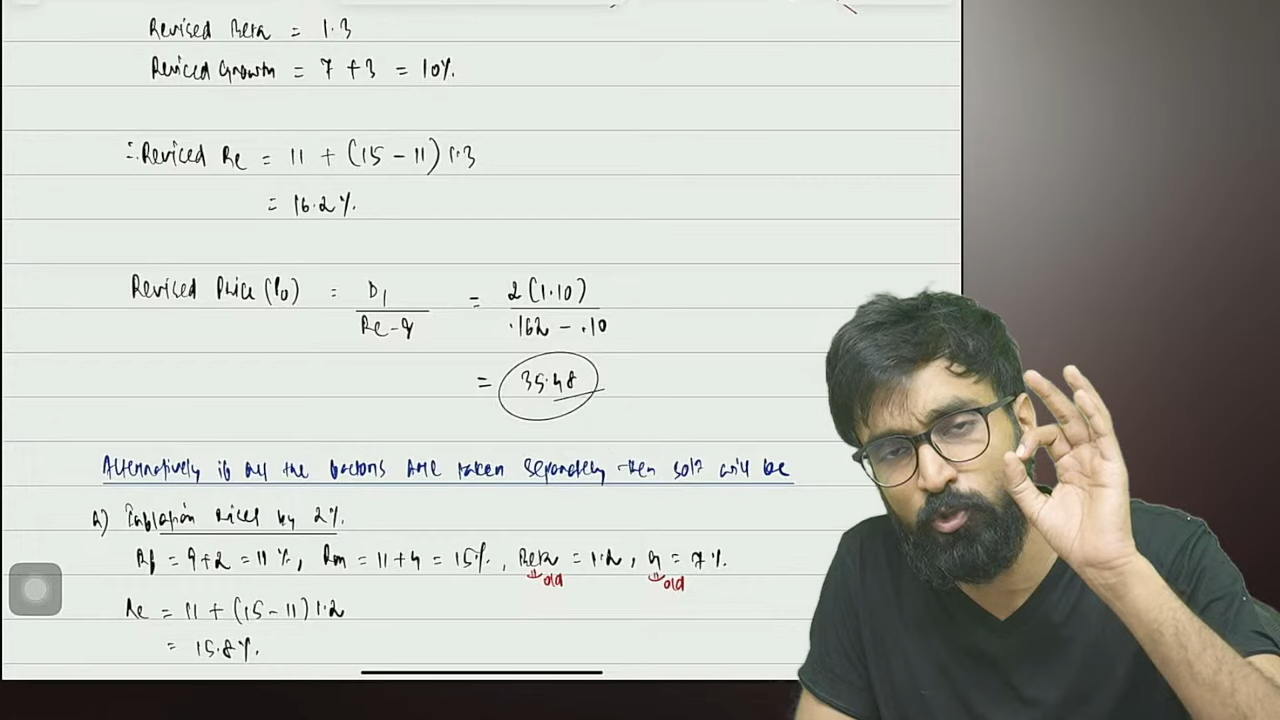 Revised Beta = 1.3
Revised Growth = 7 + 3 = 10%.
∴ Revised Re = 11 + (15 - 11) 1.3
= 16.2%.
Revised Price (P0) = D1 / Re - g = 2 (1.10) / .162 - .10
= 35.48
Alternatively if all the factors are taken separately then solⁿ will be
a) Inflation rises by 2%.
Rf = 9+2 = 11%, Rm = 11+4 = 15%, Beta = 1.2, g = 7%.
old old
Re = 11 + (15 - 11) 1.2
= 15.8%.